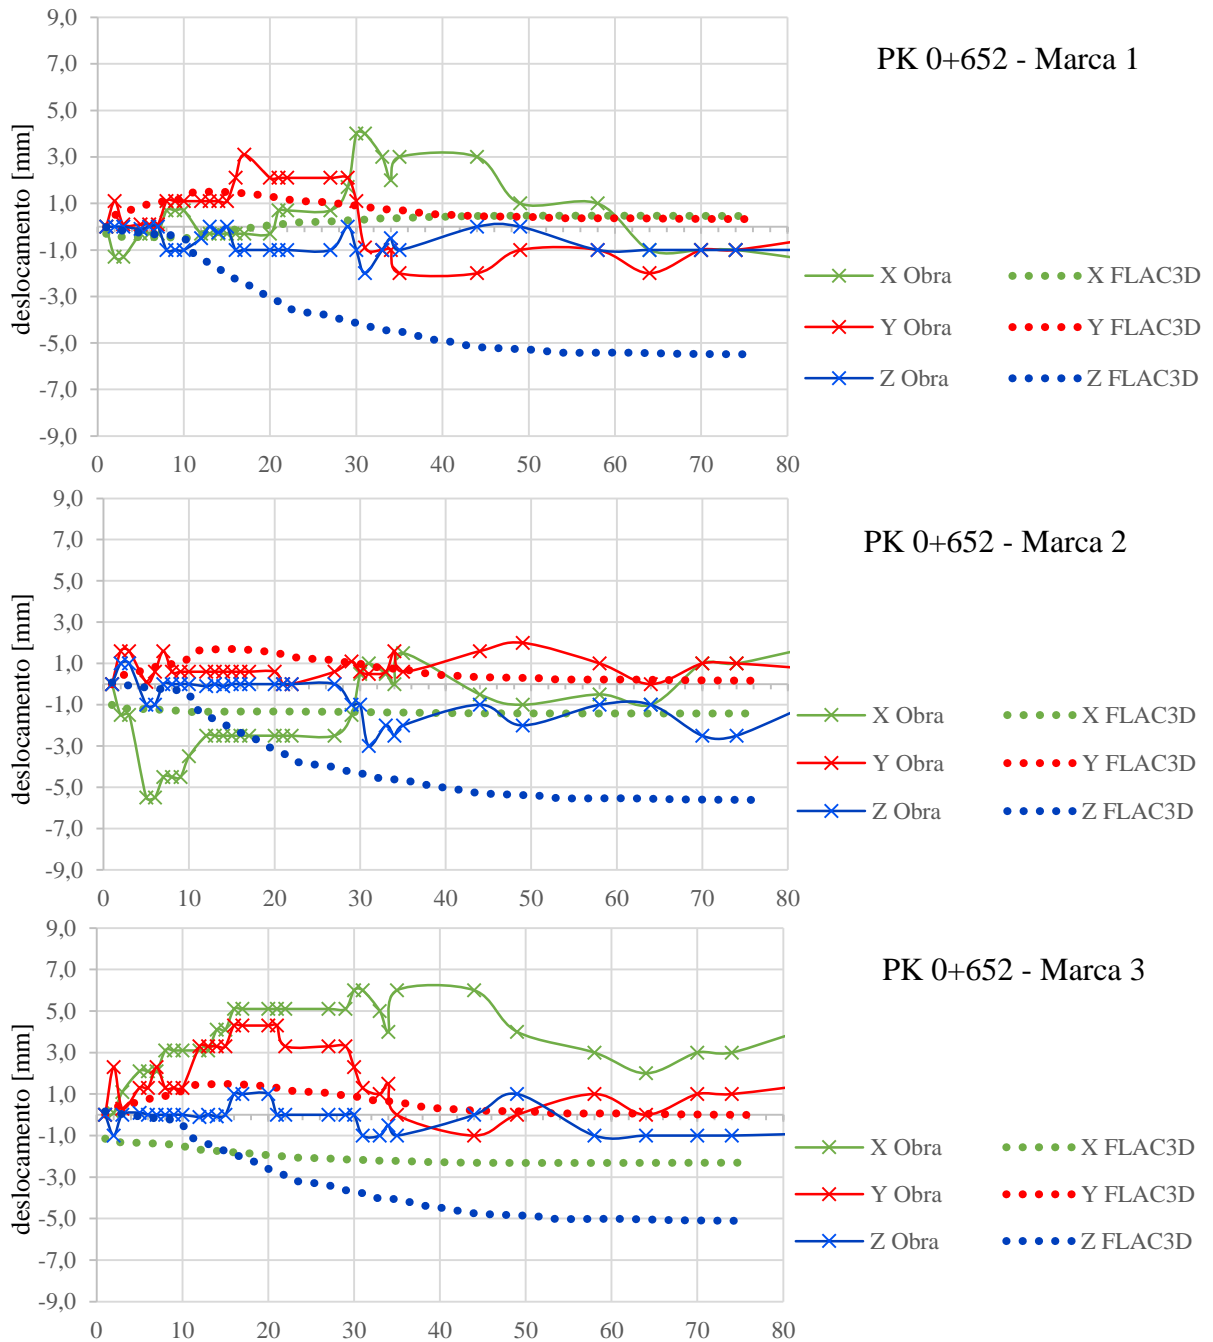 9,0
7,0
5,0
3,0
1,0
-1,0
-3,0
-5,0
-7,0
-9,0
deslocamento [mm]
0 10 20 30 40 50 60 70 80
PK 0+652 - Marca 1
X Obra X FLAC3D
Y Obra Y FLAC3D
Z Obra Z FLAC3D
9,0
7,0
5,0
3,0
1,0
-1,0
-3,0
-5,0
-7,0
-9,0
deslocamento [mm]
0 10 20 30 40 50 60 70 80
PK 0+652 - Marca 2
X Obra X FLAC3D
Y Obra Y FLAC3D
Z Obra Z FLAC3D
9,0
7,0
5,0
3,0
1,0
-1,0
-3,0
-5,0
-7,0
-9,0
deslocamento [mm]
0 10 20 30 40 50 60 70 80
PK 0+652 - Marca 3
X Obra X FLAC3D
Y Obra Y FLAC3D
Z Obra Z FLAC3D